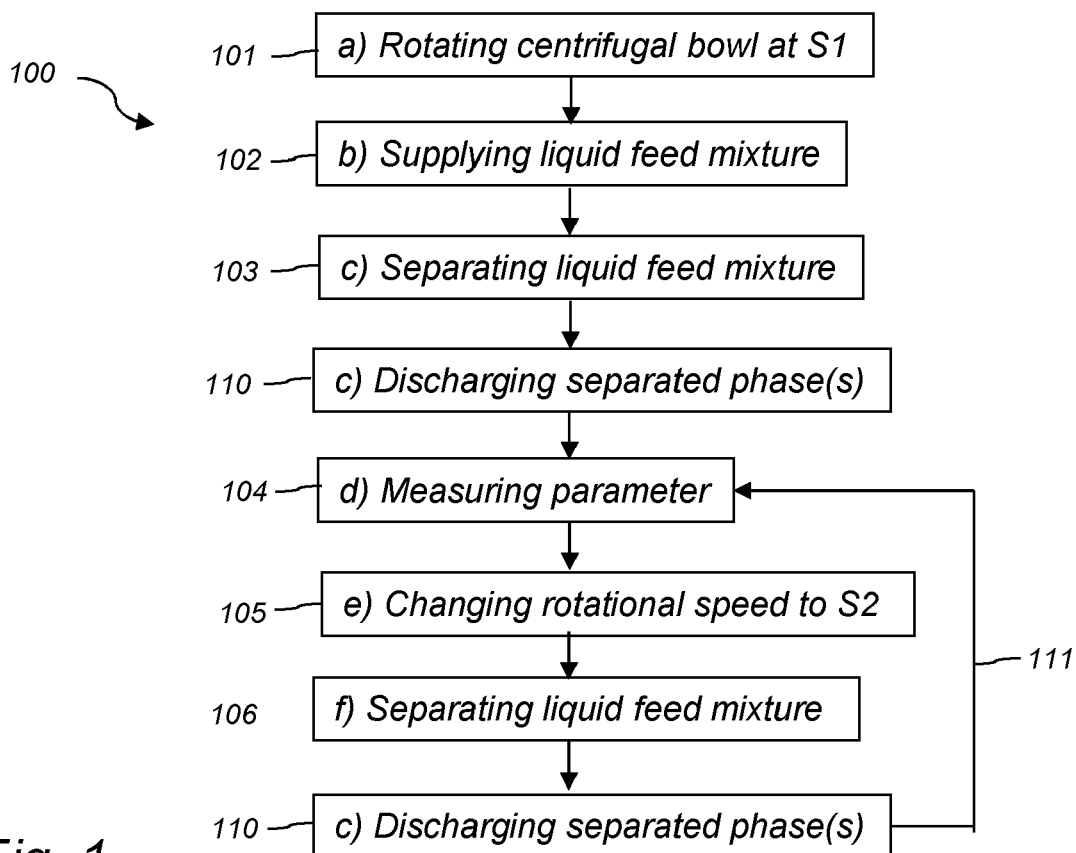 100
101
a) Rotating centrifugal bowl at S1
102
b) Supplying liquid feed mixture
103
c) Separating liquid feed mixture
110
c) Discharging separated phase(s)
104
d) Measuring parameter
105
e) Changing rotational speed to S2
111
106
f) Separating liquid feed mixture
110
c) Discharging separated phase(s)
Fig. 1